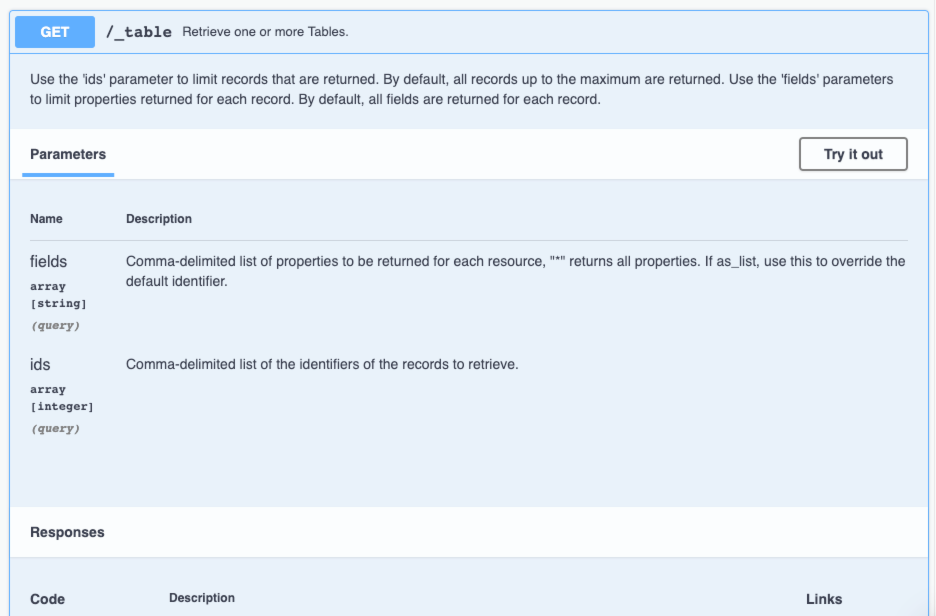 GET /_table Retrieve one or more Tables.
Use the 'ids' parameter to limit records that are returned. By default, all records up to the maximum are returned. Use the 'fields' parameters
to limit properties returned for each record. By default, all fields are returned for each record.
Parameters Try it out
Name Description
fields Comma-delimited list of properties to be returned for each resource, "*" returns all properties. If as_list, use this to override the
default identifier.
array
[string]
(query)
ids Comma-delimited list of the identifiers of the records to retrieve.
array
[integer]
(query)
Responses
Code Description Links